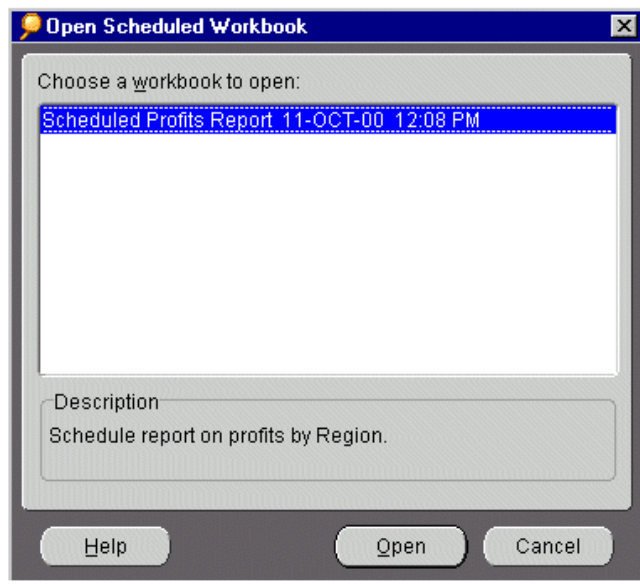 Open Scheduled Workbook
Choose a workbook to open:
Scheduled Profits Report 11-OCT-00 12:08 PM
Description
Schedule report on profits by Region.
Help Open Cancel